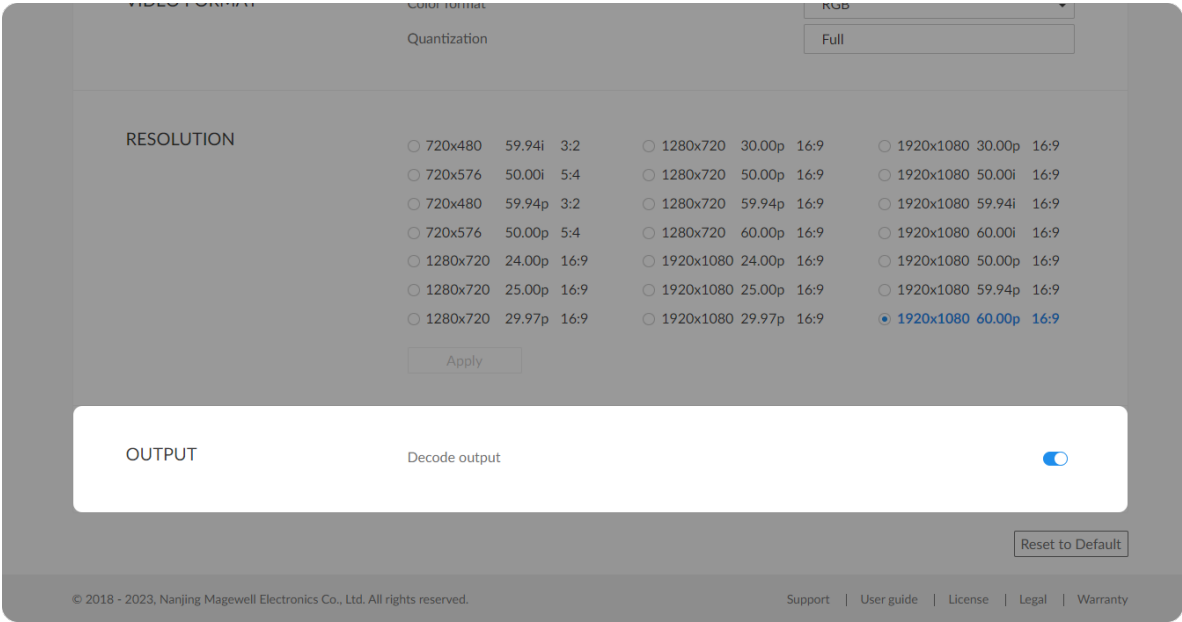 VIDEO FORMAT Color format RGB
Quantization Full
RESOLUTION
720x480 59.94i 3:2 1280x720 30.00p 16:9 1920x1080 30.00p 16:9
720x576 50.00i 5:4 1280x720 50.00p 16:9 1920x1080 50.00i 16:9
720x480 59.94p 3:2 1280x720 59.94p 16:9 1920x1080 59.94i 16:9
720x576 50.00p 5:4 1280x720 60.00p 16:9 1920x1080 60.00i 16:9
1280x720 24.00p 16:9 1920x1080 24.00p 16:9 1920x1080 50.00p 16:9
1280x720 25.00p 16:9 1920x1080 25.00p 16:9 1920x1080 59.94p 16:9
1280x720 29.97p 16:9 1920x1080 29.97p 16:9 1920x1080 60.00p 16:9
Apply
OUTPUT Decode output
Reset to Default
© 2018 - 2023, Nanjing Magewell Electronics Co., Ltd. All rights reserved. Support | User guide | License | Legal | Warranty